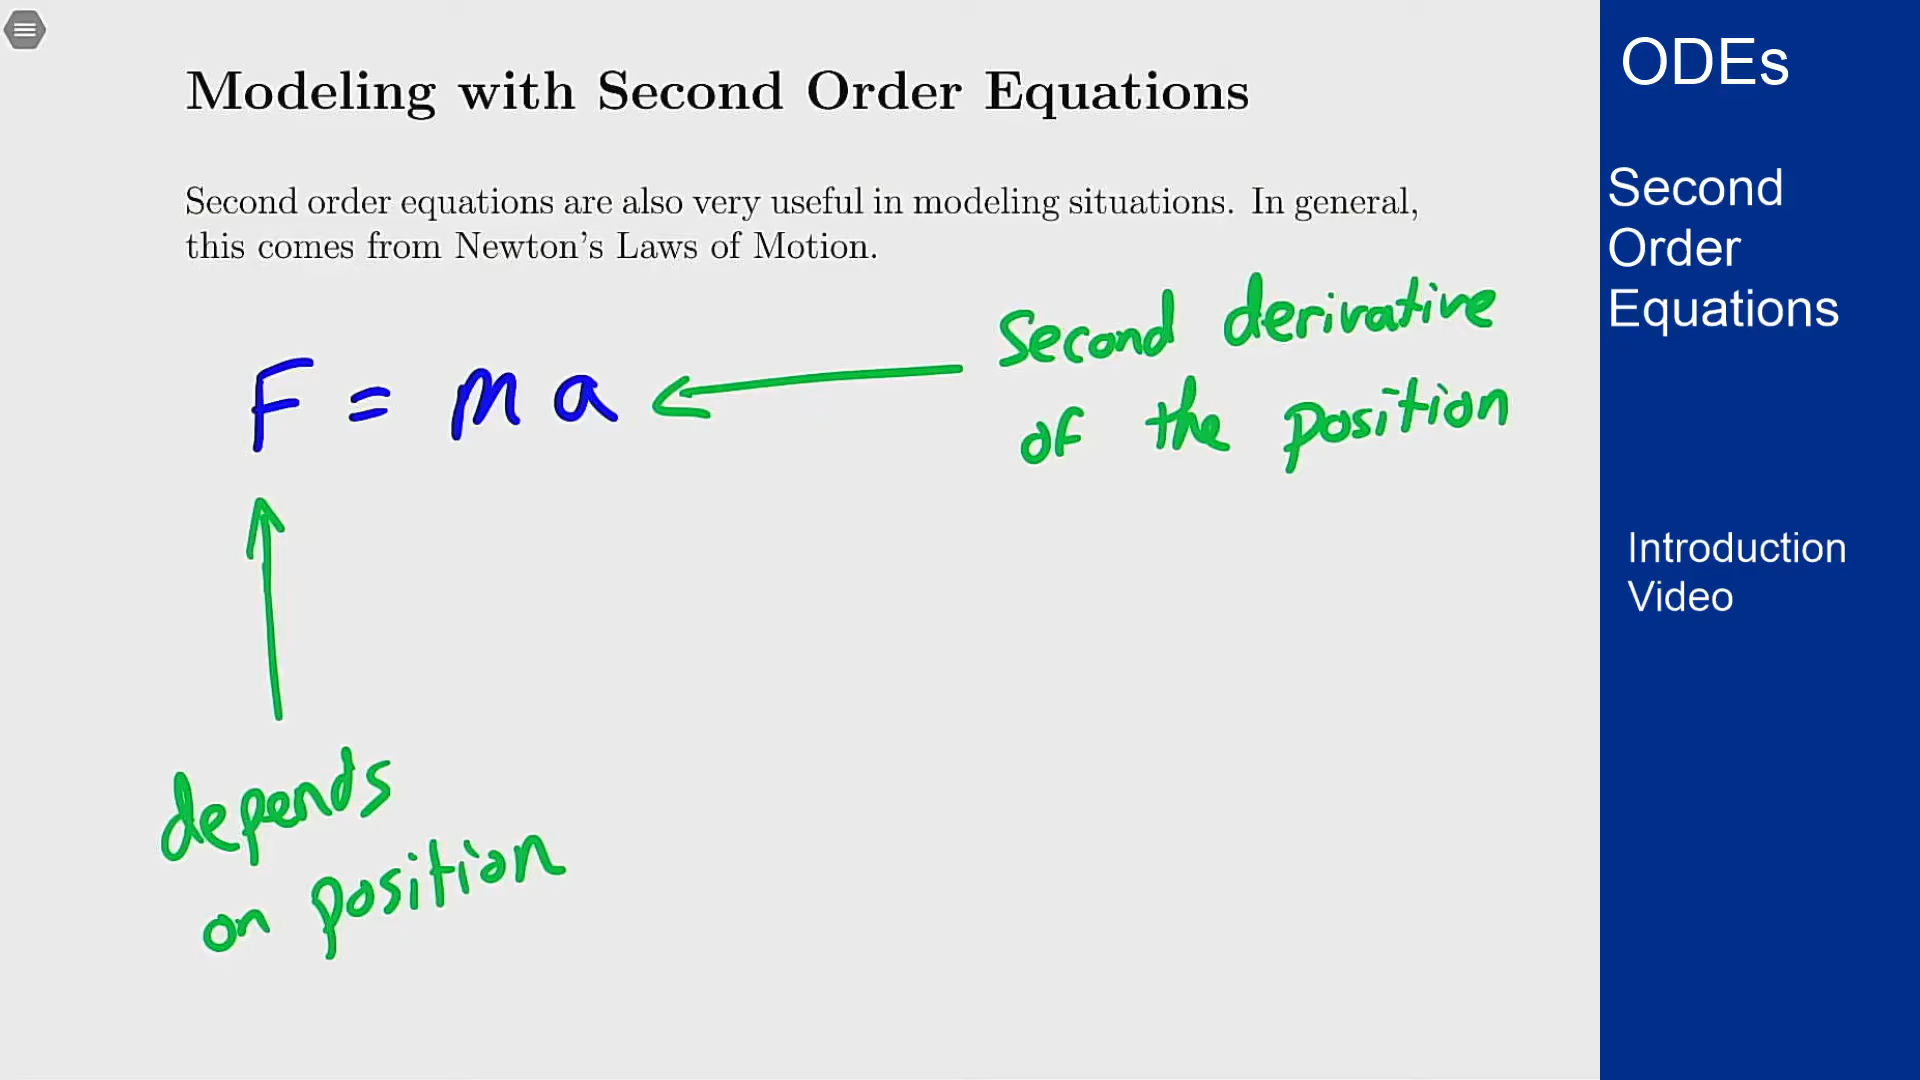 Modeling with Second Order Equations
Second order equations are also very useful in modeling situations. In general,
this comes from Newton's Laws of Motion.
F = ma
Second derivative
of the position
depends
on position
ODEs
Second
Order
Equations
Introduction
Video